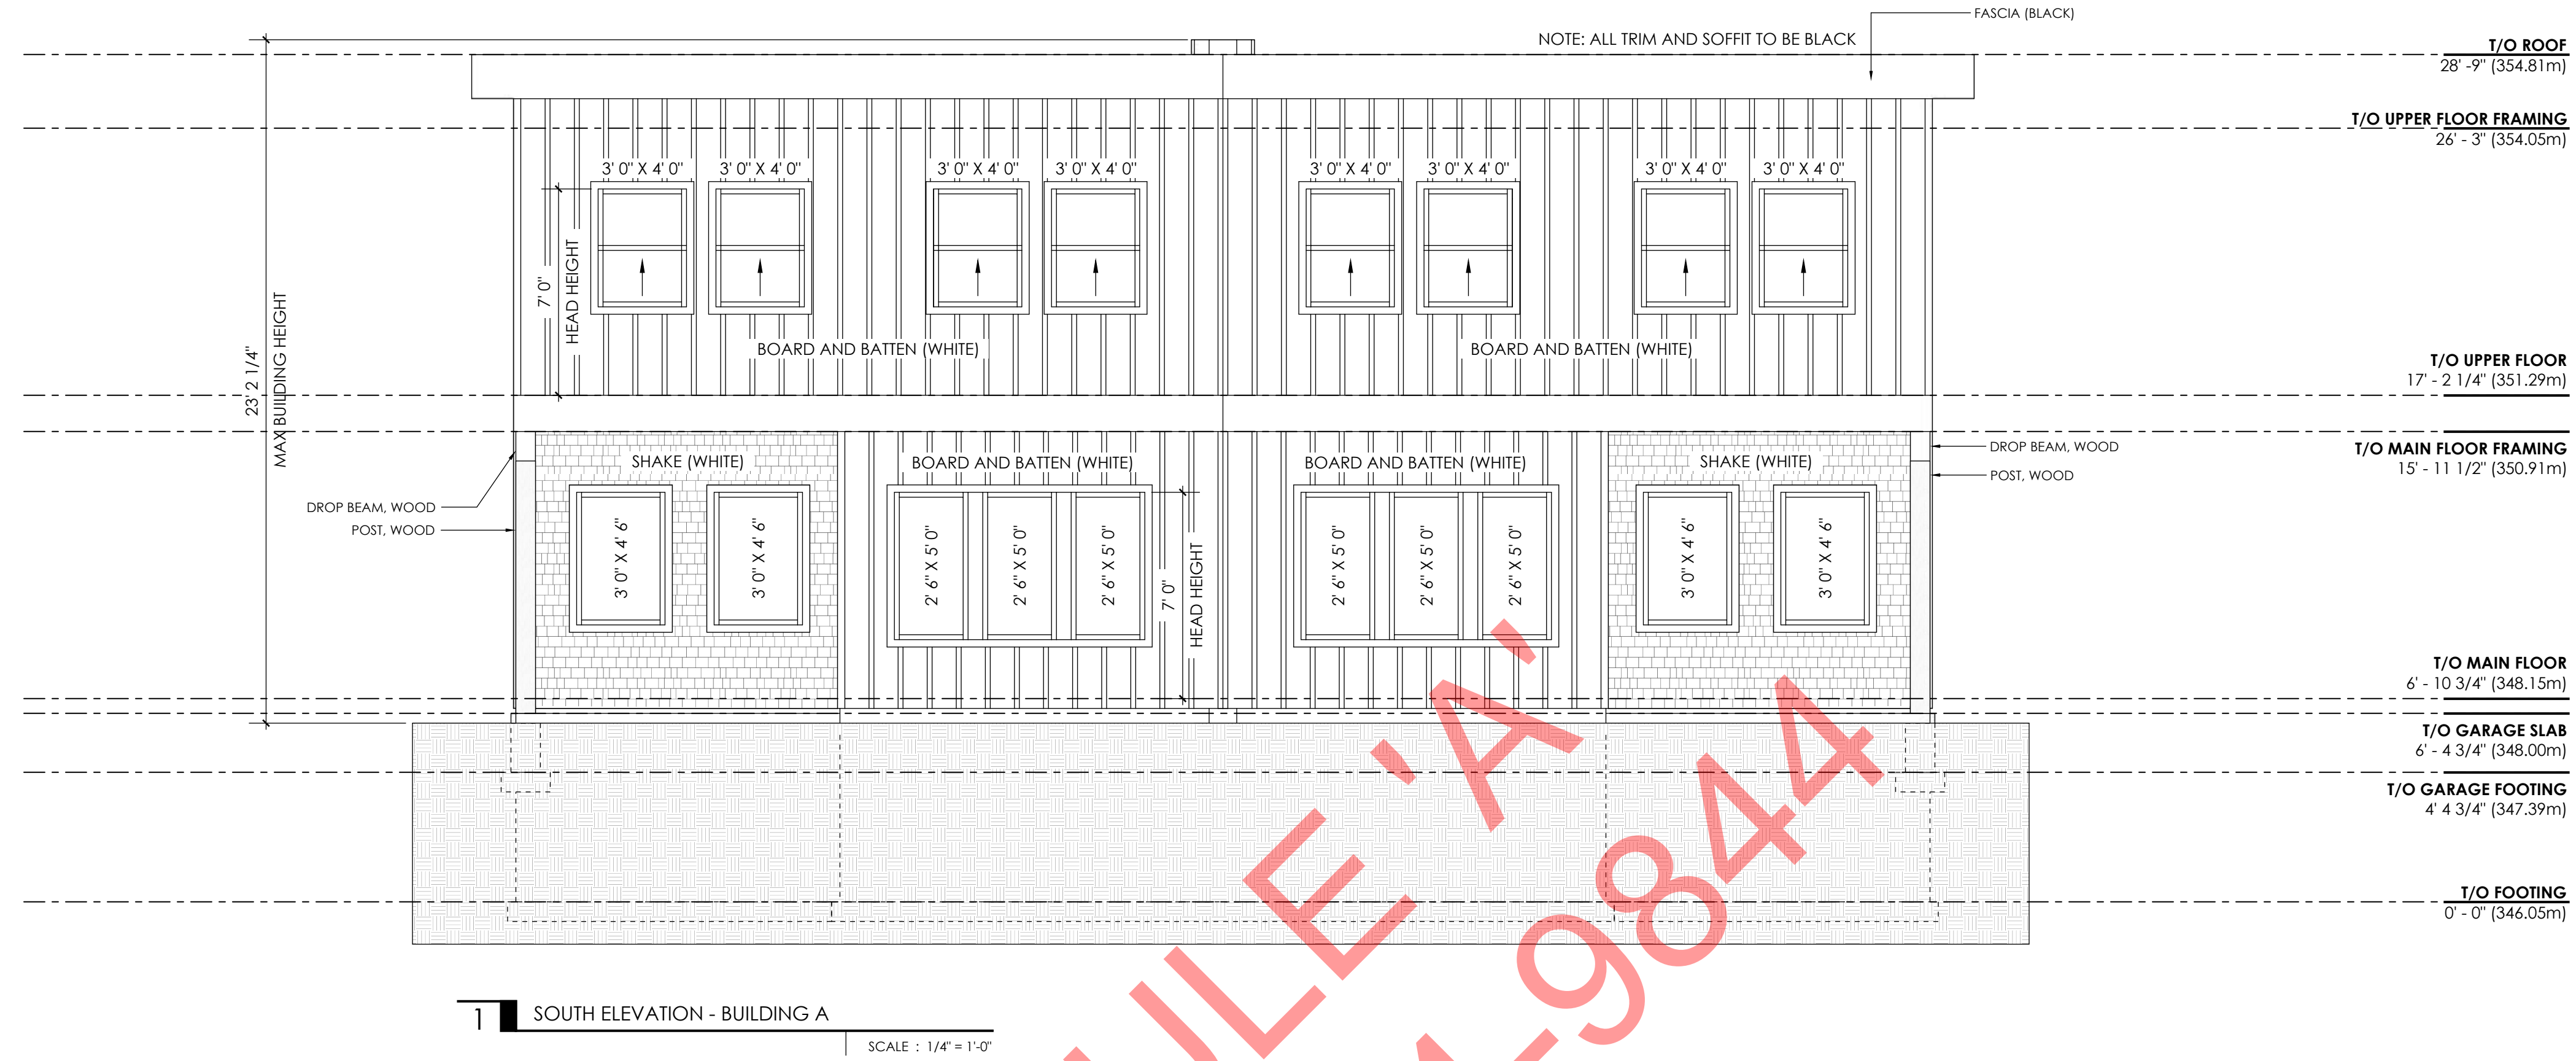 FASCIA (BLACK)
NOTE: ALL TRIM AND SOFFIT TO BE BLACK
T/O ROOF
28' -9" (354.81m)
T/O UPPER FLOOR FRAMING
26' - 3" (354.05m)
3' 0" X 4' 0"
3' 0" X 4' 0"
3' 0" X 4' 0"
3' 0" X 4' 0"
3' 0" X 4' 0"
3' 0" X 4' 0"
3' 0" X 4' 0"
3' 0" X 4' 0"
7' 0"
HEAD HEIGHT
23' 2 1/4"
MAX BUILDING HEIGHT
BOARD AND BATTEN (WHITE)
BOARD AND BATTEN (WHITE)
T/O UPPER FLOOR
17' - 2 1/4" (351.29m)
T/O MAIN FLOOR FRAMING
15' - 11 1/2" (350.91m)
SHAKE (WHITE)
BOARD AND BATTEN (WHITE)
BOARD AND BATTEN (WHITE)
SHAKE (WHITE)
DROP BEAM, WOOD
POST, WOOD
DROP BEAM, WOOD
POST, WOOD
3' 0" X 4' 6"
3' 0" X 4' 6"
2' 6" X 5' 0"
2' 6" X 5' 0"
2' 6" X 5' 0"
7' 0"
HEAD HEIGHT
2' 6" X 5' 0"
2' 6" X 5' 0"
2' 6" X 5' 0"
3' 0" X 4' 6"
3' 0" X 4' 6"
T/O MAIN FLOOR
6' - 10 3/4" (348.15m)
T/O GARAGE SLAB
6' - 4 3/4" (348.00m)
T/O GARAGE FOOTING
4' 4 3/4" (347.39m)
T/O FOOTING
0' - 0" (346.05m)
ULE 'A'
-9844
1
SOUTH ELEVATION - BUILDING A
SCALE : 1/4" = 1'-0"